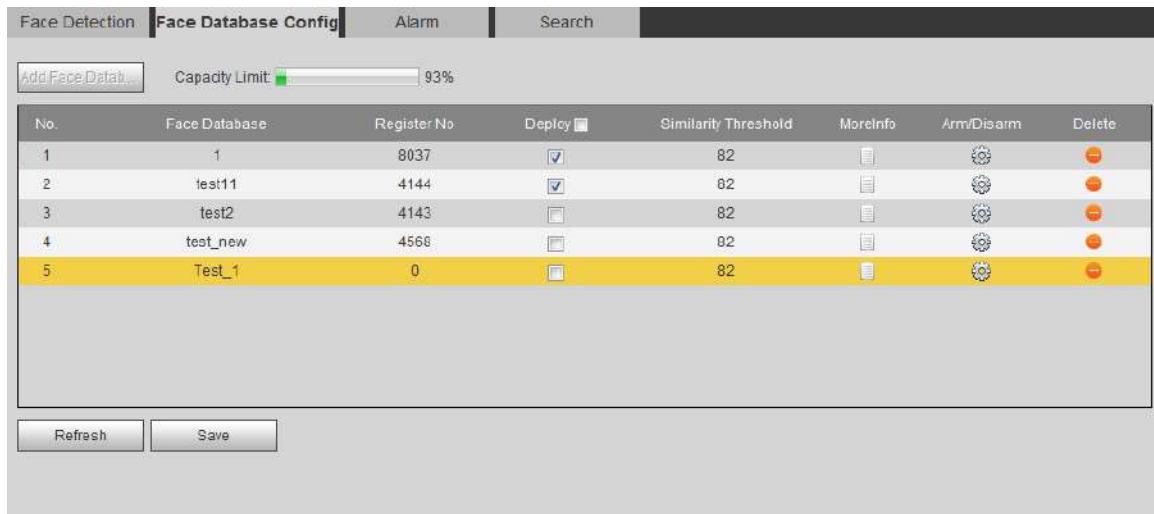 Face Detection Face Database Config Alarm Search
Add Face Datab... Capacity Limit: 93%
No. Face Database Register No Deploy Similarity Threshold MoreInfo Arm/Disarm Delete
1 1 8037 82
2 test11 4144 82
3 test2 4143 82
4 test_new 4568 82
5 Test_1 0 82
Refresh Save